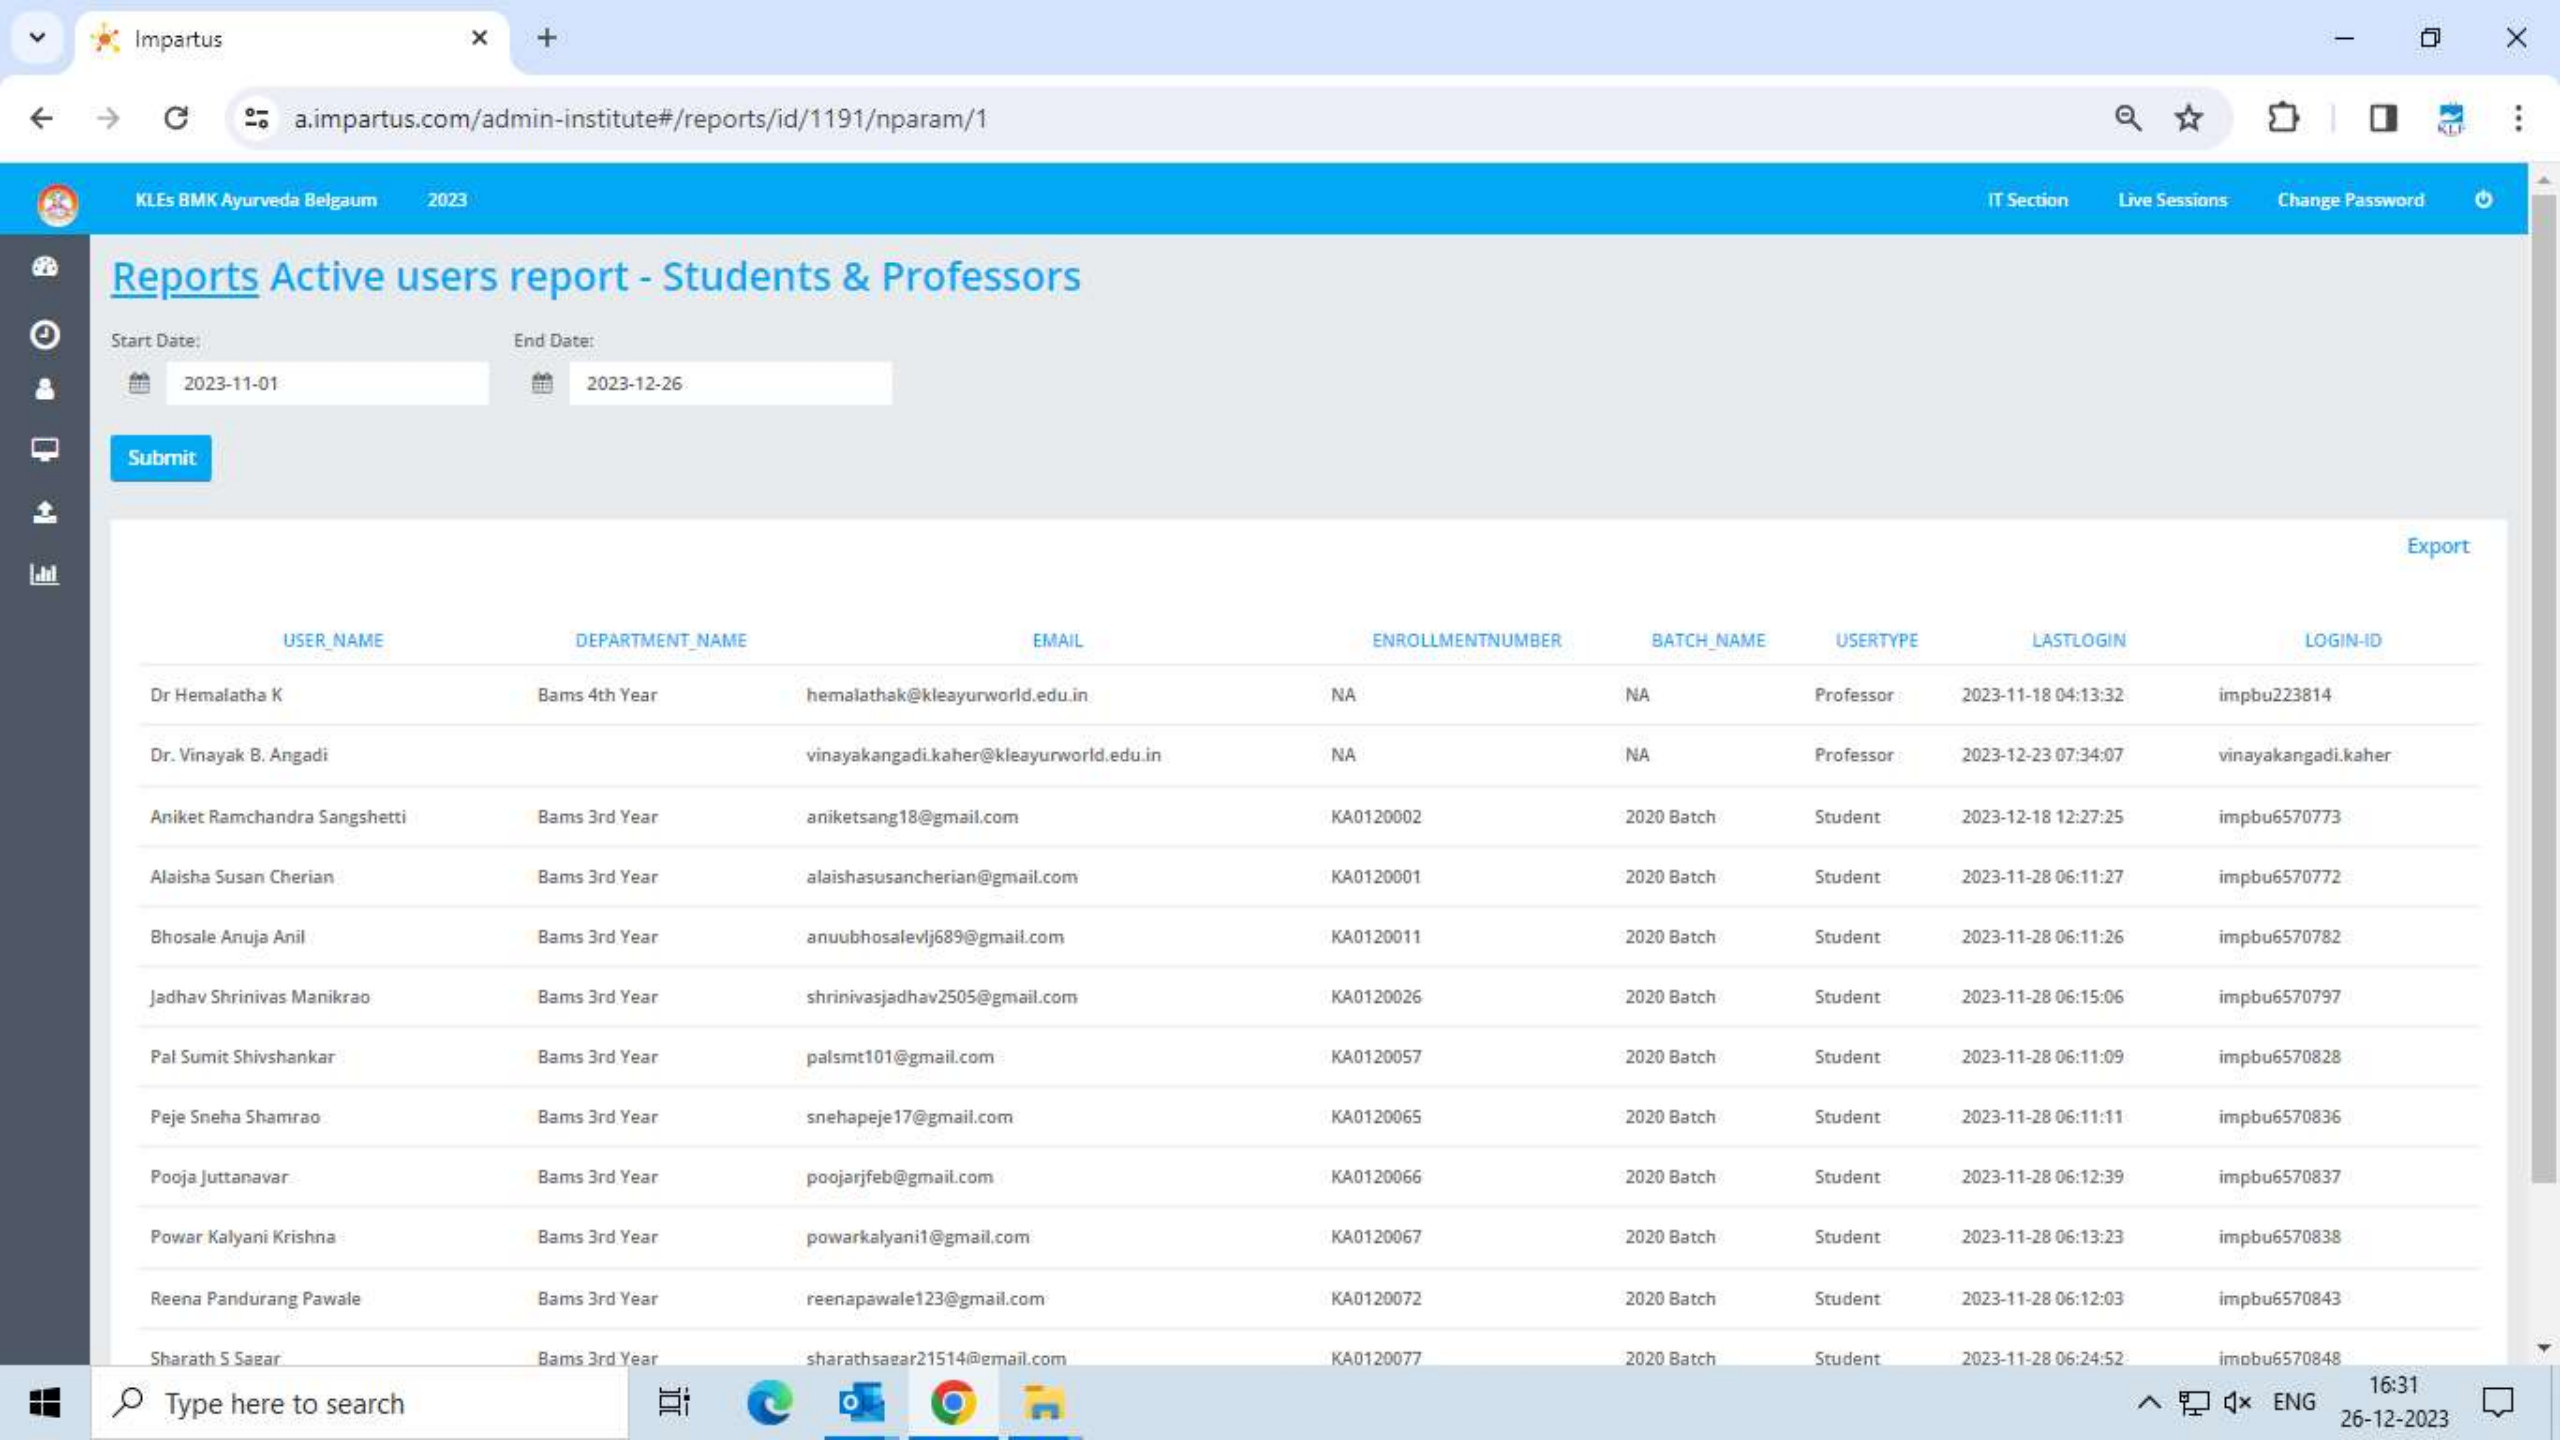 Impartus
a.impartus.com/admin-institute#/reports/id/1191/nparam/1
KLEs BMK Ayurveda Belgaum 2023 IT Section Live Sessions Change Password
Reports Active users report - Students & Professors
Start Date: End Date:
2023-11-01 2023-12-26
Submit
Export
USER_NAME DEPARTMENT_NAME EMAIL ENROLLMENTNUMBER BATCH_NAME USERTYPE LASTLOGIN LOGIN-ID
Dr Hemalatha K Bams 4th Year hemalathak@kleayurworld.edu.in NA NA Professor 2023-11-18 04:13:32 impbu223814
Dr. Vinayak B. Angadi vinayakangadi.kaher@kleayurworld.edu.in NA NA Professor 2023-12-23 07:34:07 vinayakangadi.kaher
Aniket Ramchandra Sangshetti Bams 3rd Year aniketsang18@gmail.com KA0120002 2020 Batch Student 2023-12-18 12:27:25 impbu6570773
Alaisha Susan Cherian Bams 3rd Year alaishasusancherian@gmail.com KA0120001 2020 Batch Student 2023-11-28 06:11:27 impbu6570772
Bhosale Anuja Anil Bams 3rd Year anuubhosalevlj689@gmail.com KA0120011 2020 Batch Student 2023-11-28 06:11:26 impbu6570782
Jadhav Shrinivas Manikrao Bams 3rd Year shrinivasjadhav2505@gmail.com KA0120026 2020 Batch Student 2023-11-28 06:15:06 impbu6570797
Pal Sumit Shivshankar Bams 3rd Year palsmt101@gmail.com KA0120057 2020 Batch Student 2023-11-28 06:11:09 impbu6570828
Peje Sneha Shamrao Bams 3rd Year snehapeje17@gmail.com KA0120065 2020 Batch Student 2023-11-28 06:11:11 impbu6570836
Pooja Juttanavar Bams 3rd Year poojarjfeb@gmail.com KA0120066 2020 Batch Student 2023-11-28 06:12:39 impbu6570837
Powar Kalyani Krishna Bams 3rd Year powarkalyani1@gmail.com KA0120067 2020 Batch Student 2023-11-28 06:13:23 impbu6570838
Reena Pandurang Pawale Bams 3rd Year reenapawale123@gmail.com KA0120072 2020 Batch Student 2023-11-28 06:12:03 impbu6570843
Sharath S Sagar Bams 3rd Year sharathsagar21514@gmail.com KA0120077 2020 Batch Student 2023-11-28 06:24:52 impbu6570848
Type here to search ENG 16:31
26-12-2023